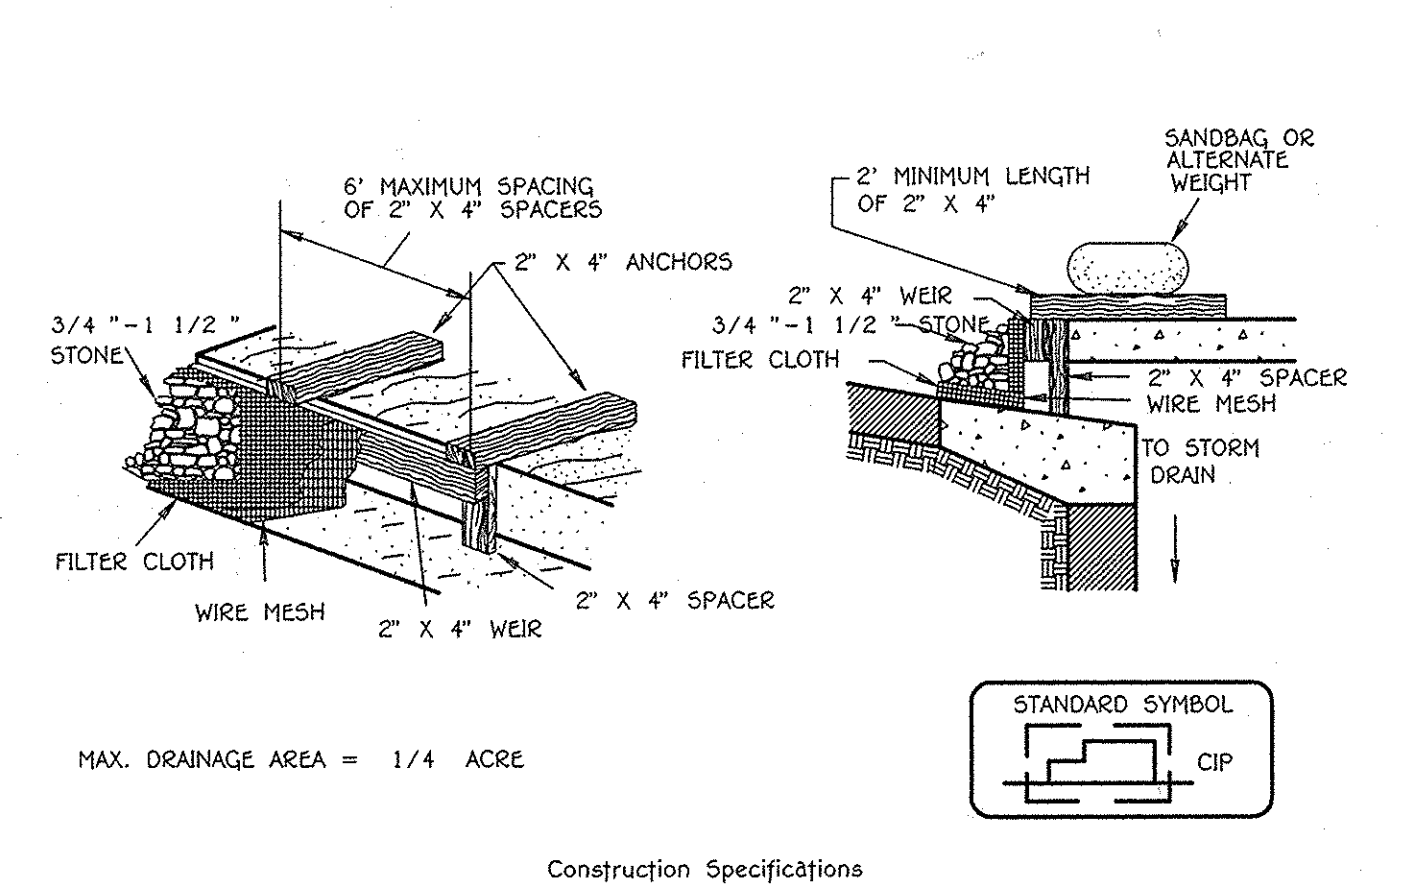 6' MAXIMUM SPACING
OF 2" X 4" SPACERS
2" X 4" ANCHORS
3/4 "-1 1/2 "
STONE
FILTER CLOTH
WIRE MESH
2" X 4" WEIR
2" X 4" SPACER
SANDBAG OR
ALTERNATE
WEIGHT
2' MINIMUM LENGTH
OF 2" X 4"
2" X 4" WEIR
3/4 "-1 1/2 " STONE
FILTER CLOTH
2" X 4" SPACER
WIRE MESH
TO STORM
DRAIN
MAX. DRAINAGE AREA = 1/4 ACRE
STANDARD SYMBOL
CIP
Construction Specifications